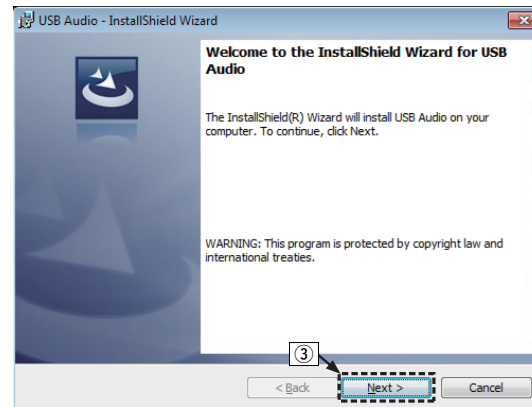 USB Audio - InstallShield Wizard
Welcome to the InstallShield Wizard for USB
Audio
The InstallShield(R) Wizard will install USB Audio on your
computer. To continue, click Next.
WARNING: This program is protected by copyright law and
international treaties.
③
< Back Next > Cancel